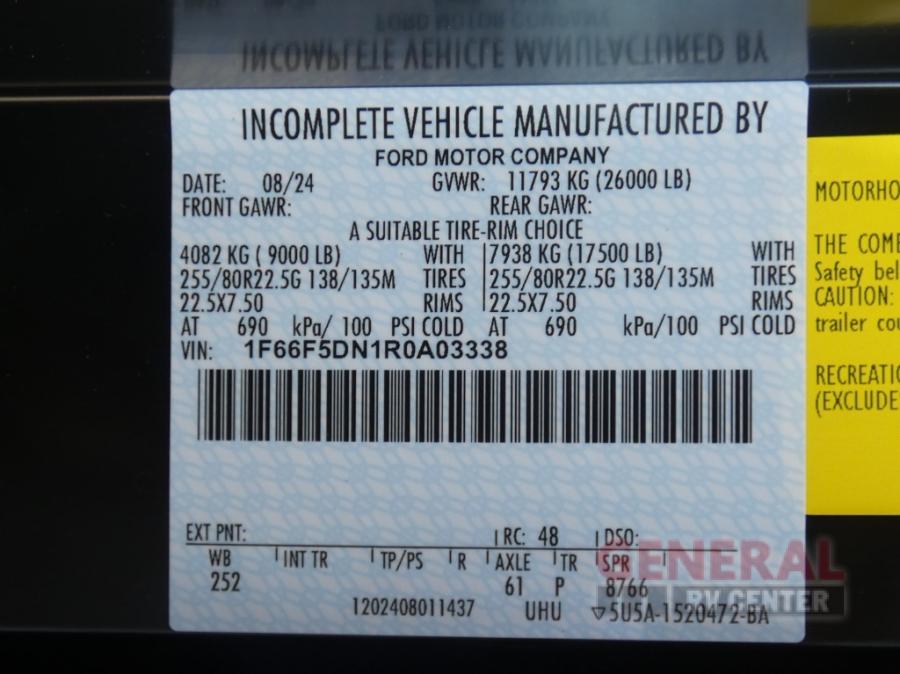 FORD MOTOR COMPANY
INCOMPLETE VEHICLE MANUFACTURED BY
INCOMPLETE VEHICLE MANUFACTURED BY
FORD MOTOR COMPANY
DATE: 08/24 GVWR: 11793 KG (26000 LB)
FRONT GAWR: REAR GAWR:
A SUITABLE TIRE-RIM CHOICE
4082 KG ( 9000 LB) WITH 7938 KG (17500 LB) WITH
255/80R22.5G 138/135M TIRES 255/80R22.5G 138/135M TIRES
22.5X7.50 RIMS 22.5X7.50 RIMS
AT 690 kPa/ 100 PSI COLD AT 690 kPa/100 PSI COLD
VIN: 1F66F5DN1R0A03338
EXT PNT: RC: 48 DSO:
WB INT TR TP/PS R AXLE TR SPR
252 61 P 8766
1202408011437 UHU 5U5A-1520472-BA
GENERAL
RV CENTER
MOTORHO
THE COMB
Safety bel
CAUTION:
trailer cou
RECREATIO
(EXCLUDE